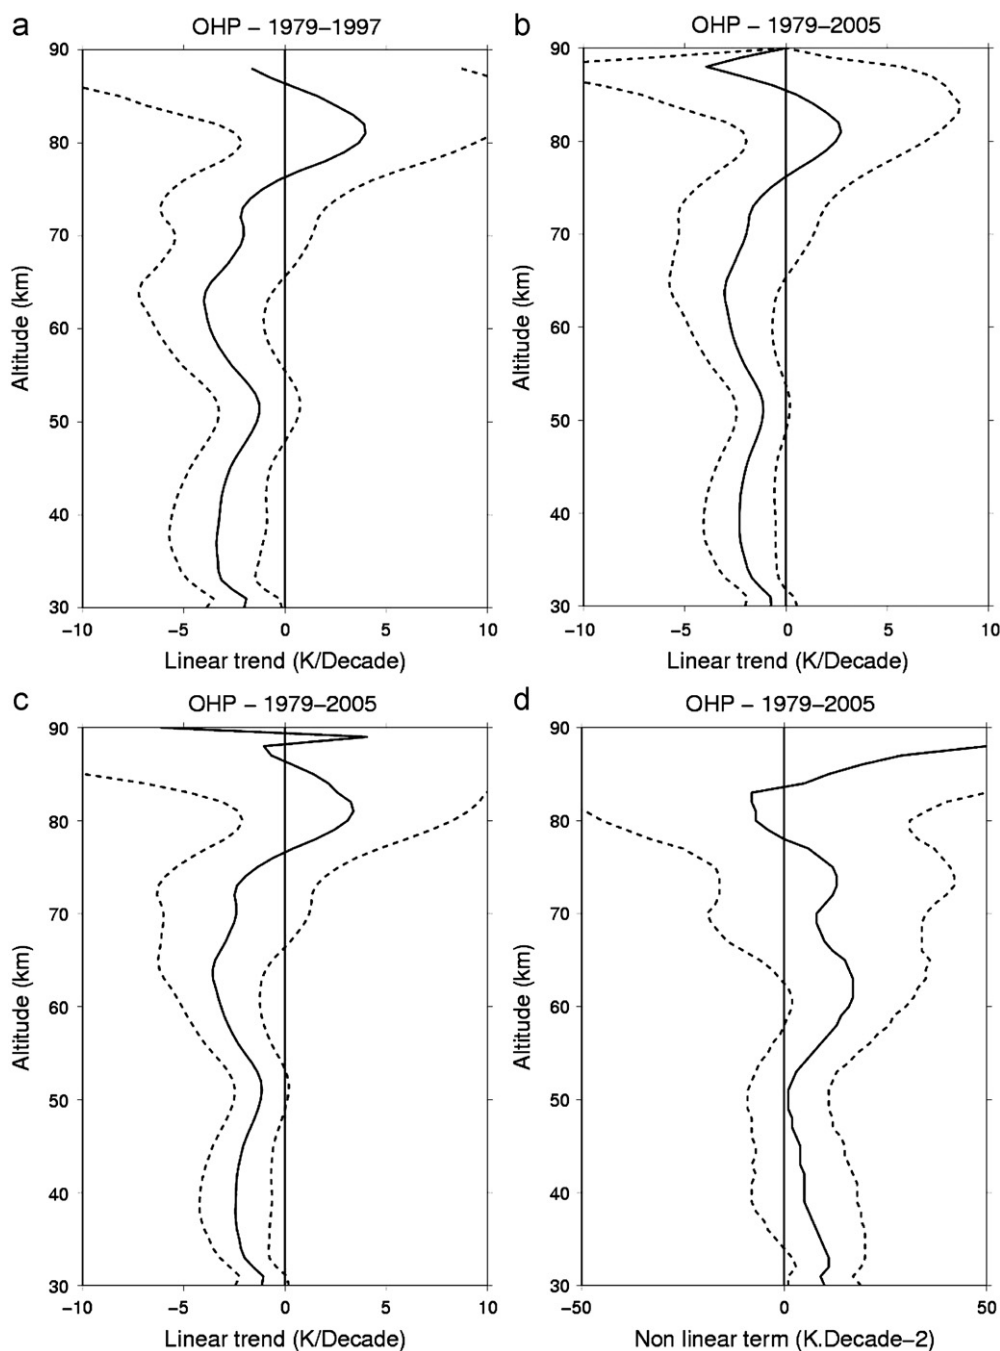 a
OHP – 1979–1997
90
80
70
60
50
40
30
Altitude (km)
−10
−5
0
5
10
Linear trend (K/Decade)
b
OHP – 1979–2005
90
80
70
60
50
40
30
Altitude (km)
−10
−5
0
5
10
Linear trend (K/Decade)
c
OHP – 1979–2005
90
80
70
60
50
40
30
Altitude (km)
−10
−5
0
5
10
Linear trend (K/Decade)
d
OHP – 1979–2005
90
80
70
60
50
40
30
Altitude (km)
−50
0
50
Non linear term (K.Decade−2)